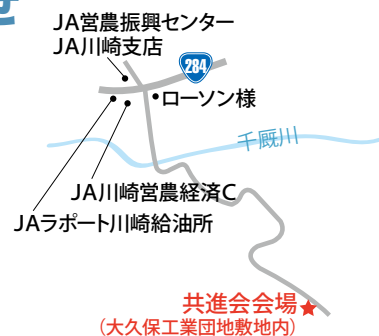 JA営農振興センター
JA川崎支店
284
ローソン様
千厩川
JA川崎営農経済C
JAラポート川崎給油所
共進会会場
(大久保工業団地敷地内)